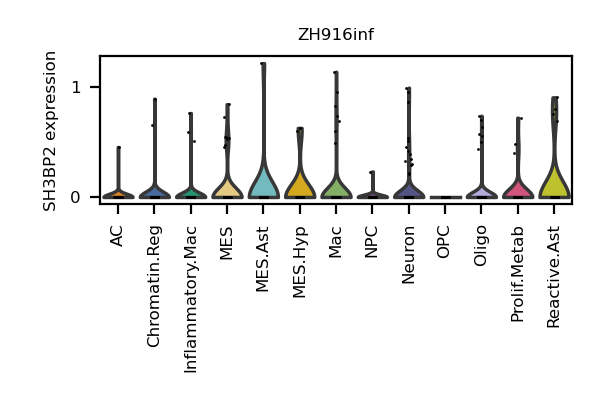 ZH916inf
SH3BP2 expression
1
0
AC
Chromatin.Reg
Inflammatory.Mac
MES
MES.Ast
MES.Hyp
Mac
NPC
Neuron
OPC
Oligo
Prolif.Metab
Reactive.Ast